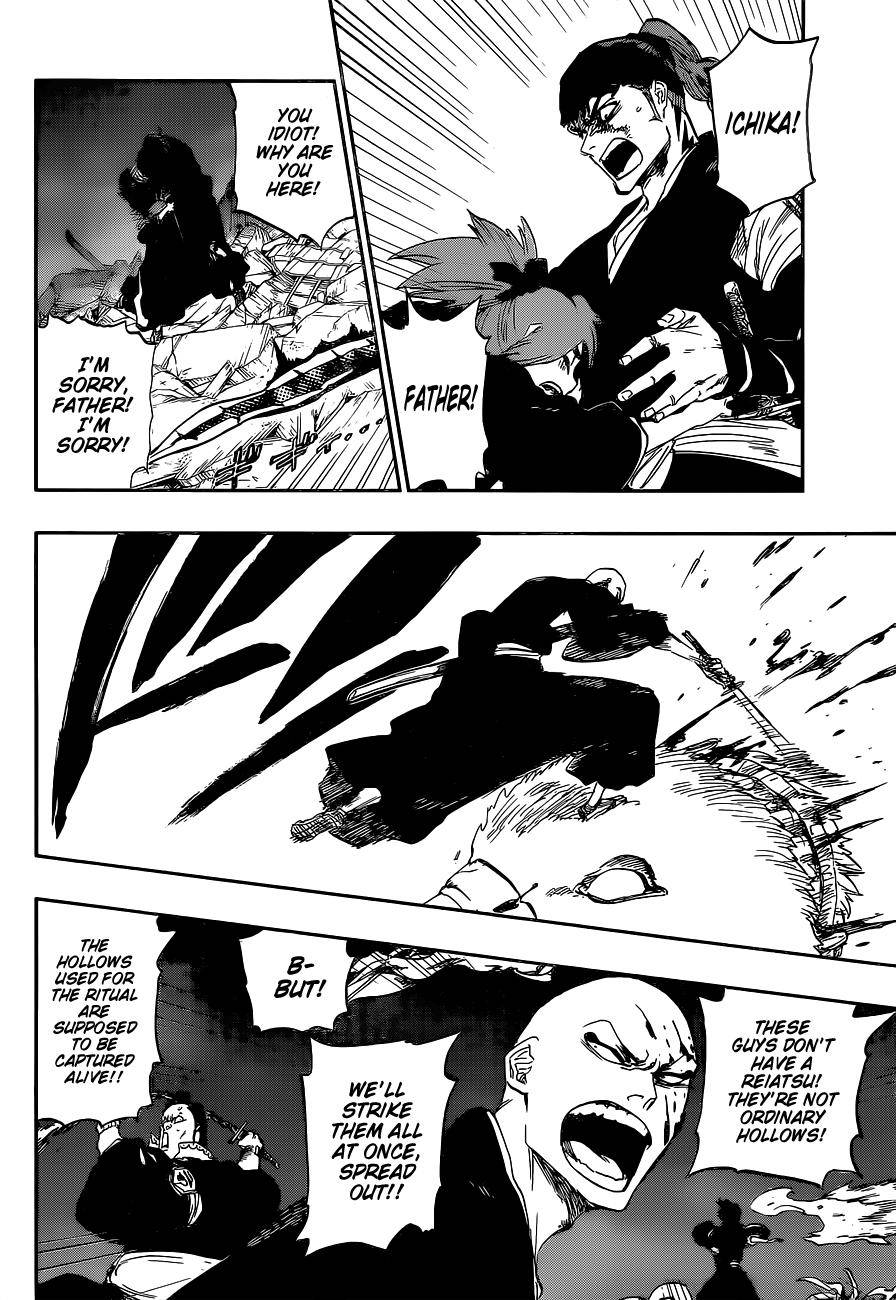 ICHIKA!
FATHER!
YOU
IDIOT!
WHY ARE
YOU
HERE!
I'M
SORRY,
FATHER!
I'M
SORRY!
ギギ...
THESE
GUYS DON'T
HAVE A
REIATSU!
THEY'RE NOT
ORDINARY
HOLLOWS!
WE'LL
STRIKE
THEM ALL
AT ONCE,
SPREAD
OUT!!
B-
BUT!
THE
HOLLOWS
USED FOR
THE RITUAL
ARE
SUPPOSED
TO BE
CAPTURED
ALIVE!!